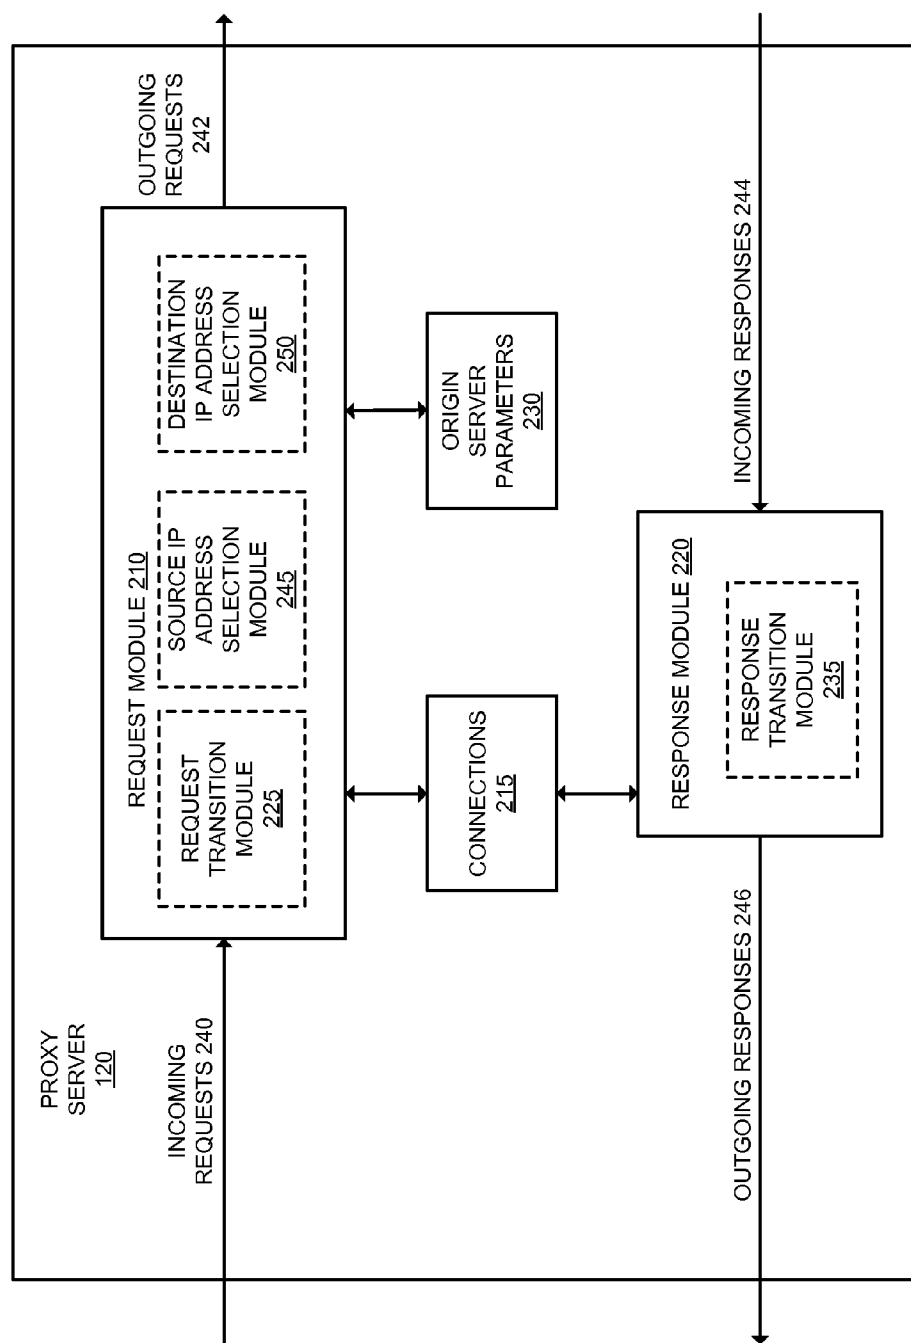 PROXY
SERVER
120
INCOMING
REQUESTS 240
REQUEST MODULE 210
REQUEST
TRANSITION
MODULE
225
SOURCE IP
ADDRESS
SELECTION
MODULE
245
DESTINATION
IP ADDRESS
SELECTION
MODULE
250
OUTGOING
REQUESTS
242
CONNECTIONS
215
ORIGIN
SERVER
PARAMETERS
230
OUTGOING RESPONSES 246
RESPONSE MODULE 220
RESPONSE
TRANSITION
MODULE
235
INCOMING RESPONSES 244